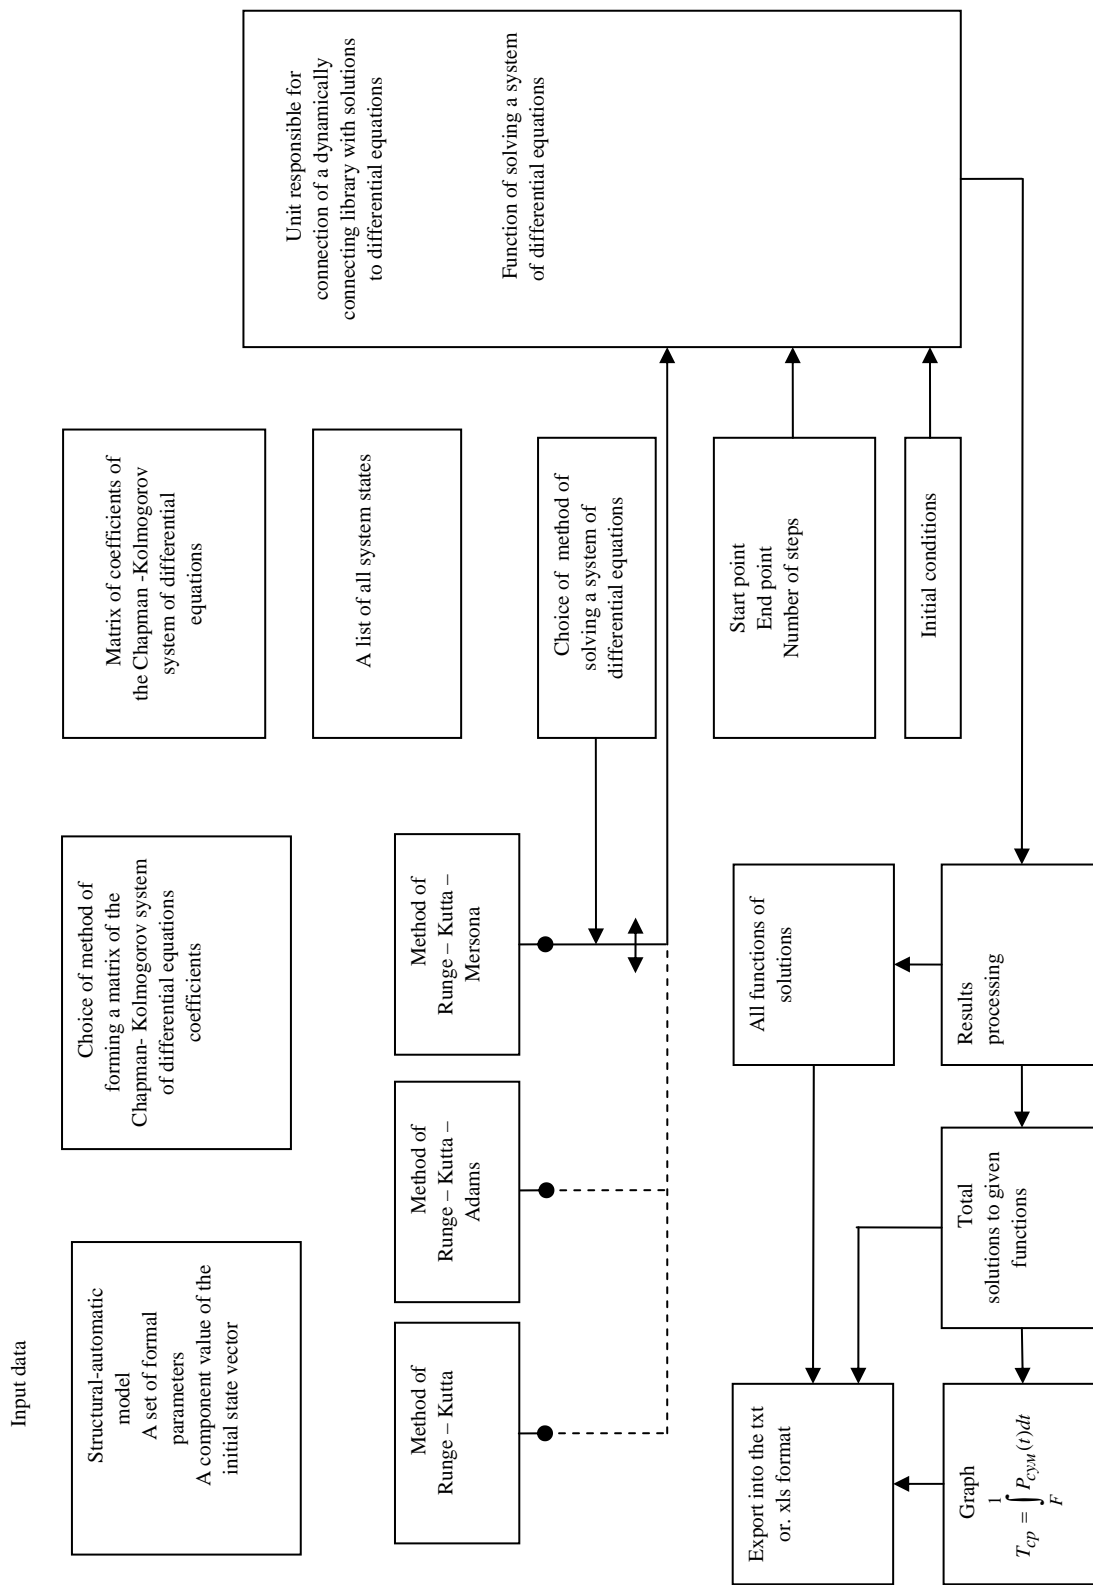 Input data
Structural-automatic
model
A set of formal
parameters
A component value of the
initial state vector
Choice of method of
forming a matrix of the
Chapman- Kolmogorov system
of differential equations
coefficients
Matrix of coefficients of
the Chapman -Kolmogorov
system of differential
equations
A list of all system states
Unit responsible for
connection of a dynamically
connecting library with solutions
to differential equations
Function of solving a system
of differential equations
Method of
Runge – Kutta
Method of
Runge – Kutta –
Adams
Method of
Runge – Kutta –
Mersona
Choice of  method of
solving a system of
differential equations
Start point
End point
Number of steps
Initial conditions
Export into the txt
or. xls format
All functions of
solutions
Graph
1
T_{cp} = ∫ P_{сум}(t)dt
F
Total
solutions to given
functions
Results
processing